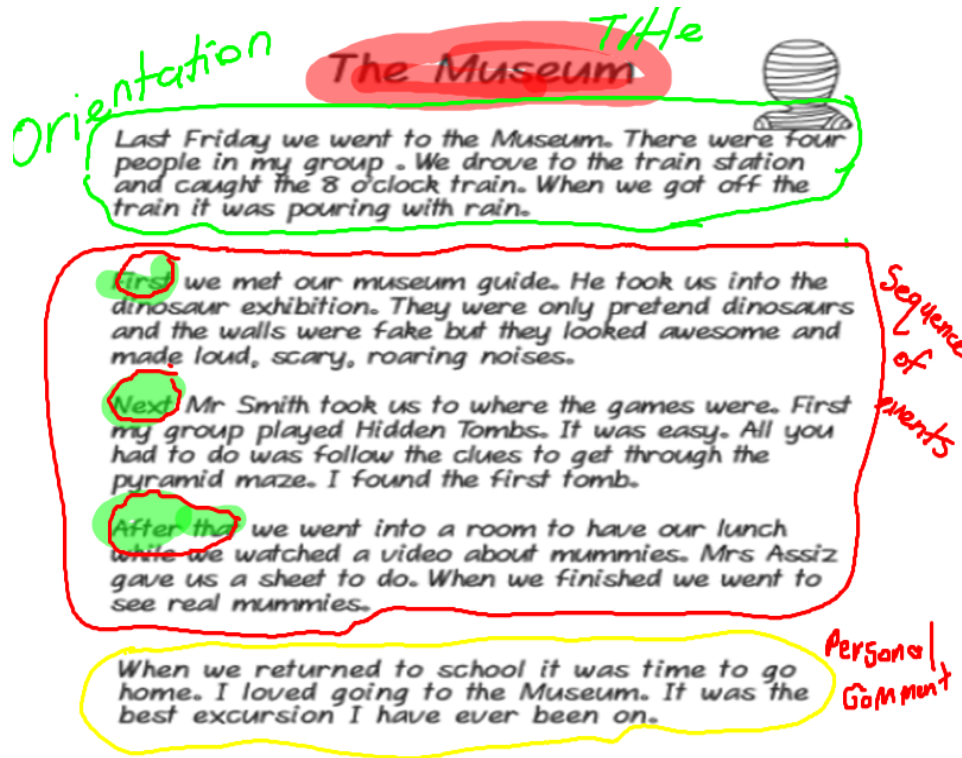 Orientation
Title
The Museum
Last Friday we went to the Museum. There were four
people in my group . We drove to the train station
and caught the 8 o'clock train. When we got off the
train it was pouring with rain.
First we met our museum guide. He took us into the
dinosaur exhibition. They were only pretend dinosaurs
and the walls were fake but they looked awesome and
made loud, scary, roaring noises.
Sequence
of
events
Next Mr Smith took us to where the games were. First
my group played Hidden Tombs. It was easy. All you
had to do was follow the clues to get through the
pyramid maze. I found the first tomb.
After that we went into a room to have our lunch
while we watched a video about mummies. Mrs Assiz
gave us a sheet to do. When we finished we went to
see real mummies.
When we returned to school it was time to go
home. I loved going to the Museum. It was the
best excursion I have ever been on.
Personal
Comment